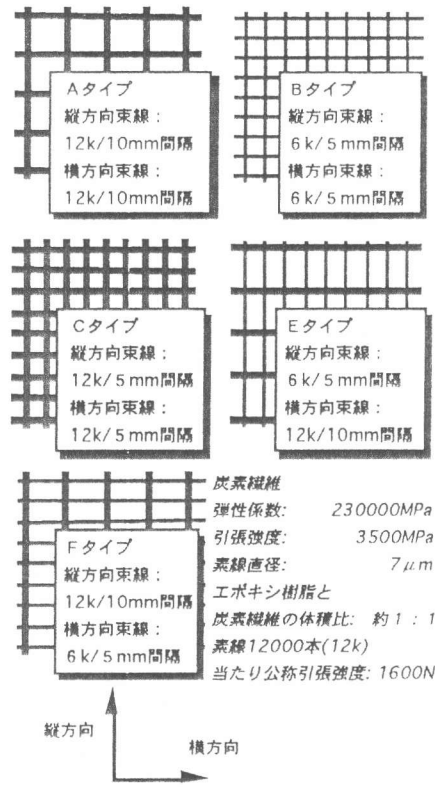 Aタイプ
縦方向束線：
12k/10mm間隔
横方向束線：
12k/10mm間隔
Bタイプ
縦方向束線：
6k/5mm間隔
横方向束線：
6k/5mm間隔
Cタイプ
縦方向束線：
12k/5mm間隔
横方向束線：
12k/5mm間隔
Eタイプ
縦方向束線：
6k/5mm間隔
横方向束線：
12k/10mm間隔
Fタイプ
縦方向束線：
12k/10mm間隔
横方向束線：
6k/5mm間隔
炭素繊維
弾性係数: 230000MPa
引張強度: 3500MPa
素線直径: 7μm
エポキシ樹脂と
炭素繊維の体積比: 約1：1
素線12000本(12k)
当たり公称引張強度: 1600N
縦方向
横方向